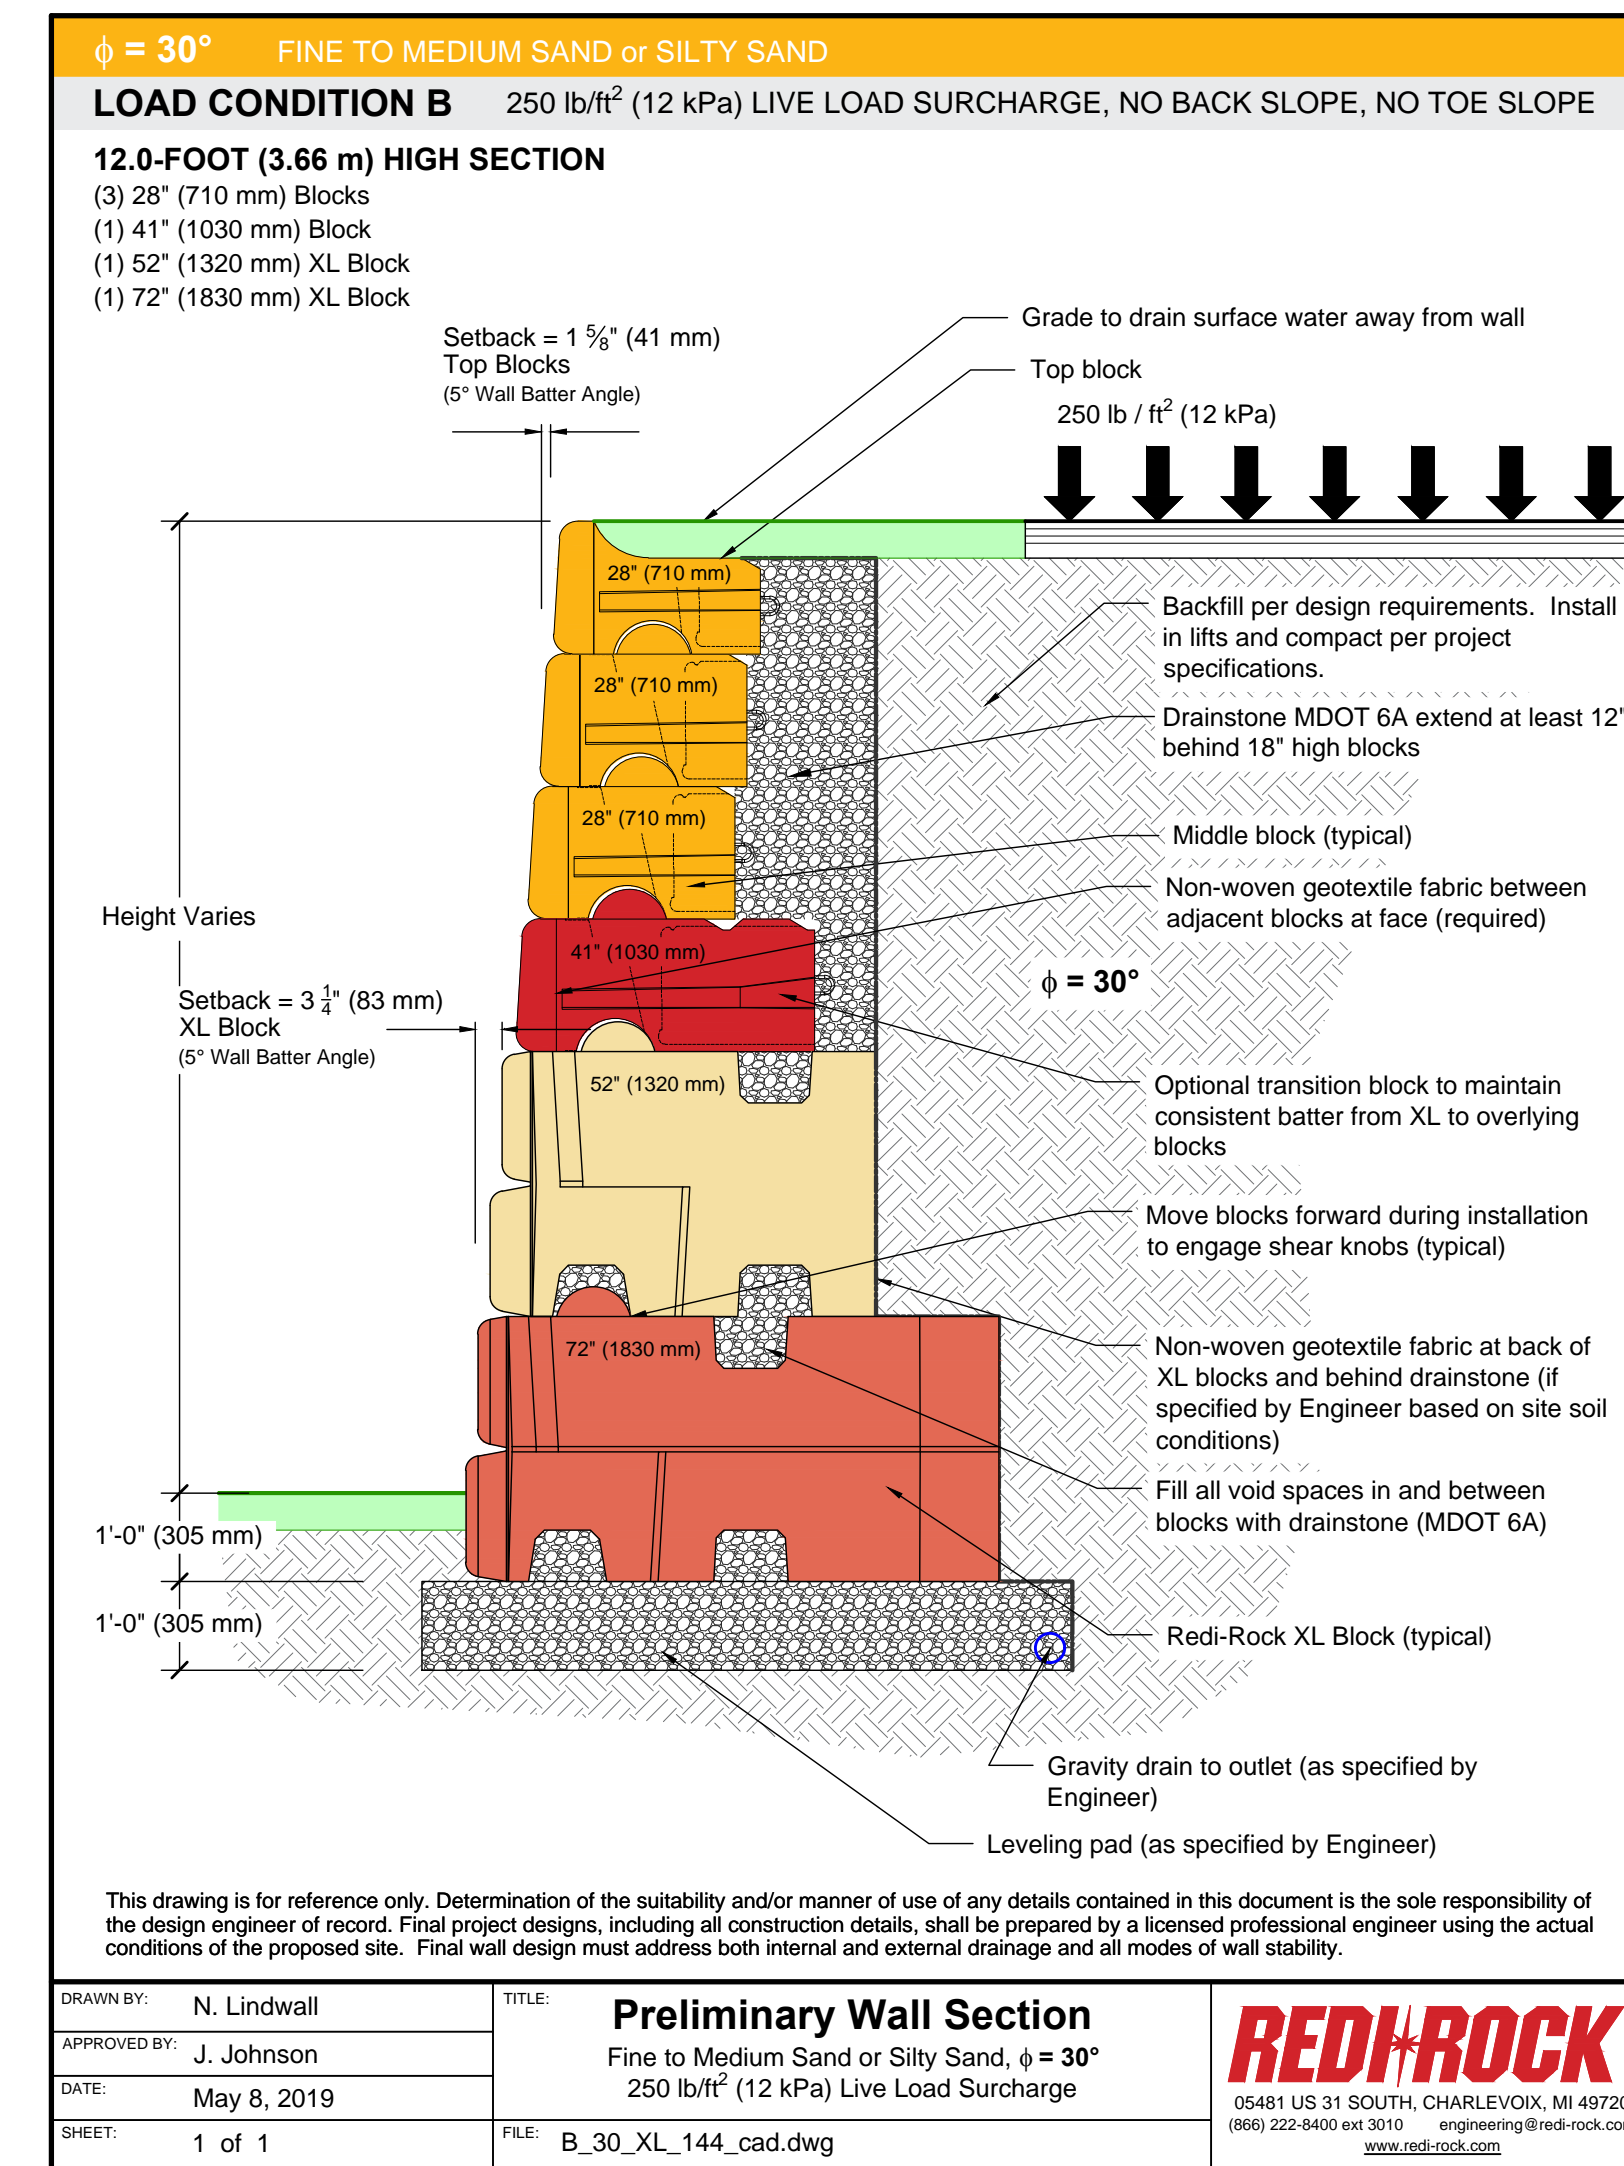 ϕ = 30° FINE TO MEDIUM SAND or SILTY SAND
LOAD CONDITION B 250 lb/ft² (12 kPa) LIVE LOAD SURCHARGE, NO BACK SLOPE, NO TOE SLOPE
12.0-FOOT (3.66 m) HIGH SECTION
(3) 28" (710 mm) Blocks
(1) 41" (1030 mm) Block
(1) 52" (1320 mm) XL Block
(1) 72" (1830 mm) XL Block
Setback = 1 5⁄8" (41 mm)
Top Blocks
(5° Wall Batter Angle)
Grade to drain surface water away from wall
Top block
250 lb / ft² (12 kPa)
28" (710 mm)
Backfill per design requirements. Install
in lifts and compact per project
specifications.
28" (710 mm)
Drainstone MDOT 6A extend at least 12"
behind 18" high blocks
28" (710 mm)
Middle block (typical)
Height Varies
Non-woven geotextile fabric between
adjacent blocks at face (required)
41" (1030 mm)
ϕ = 30°
Setback = 3 1⁄4" (83 mm)
XL Block
(5° Wall Batter Angle)
52" (1320 mm)
Optional transition block to maintain
consistent batter from XL to overlying
blocks
Move blocks forward during installation
to engage shear knobs (typical)
72" (1830 mm)
Non-woven geotextile fabric at back of
XL blocks and behind drainstone (if
specified by Engineer based on site soil
conditions)
Fill all void spaces in and between
blocks with drainstone (MDOT 6A)
1'-0" (305 mm)
1'-0" (305 mm)
Redi-Rock XL Block (typical)
Gravity drain to outlet (as specified by
Engineer)
Leveling pad (as specified by Engineer)
This drawing is for reference only. Determination of the suitability and/or manner of use of any details contained in this document is the sole responsibility of
the design engineer of record. Final project designs, including all construction details, shall be prepared by a licensed professional engineer using the actual
conditions of the proposed site. Final wall design must address both internal and external drainage and all modes of wall stability.
DRAWN BY: N. Lindwall
APPROVED BY: J. Johnson
DATE: May 8, 2019
SHEET: 1 of 1
TITLE: Preliminary Wall Section
Fine to Medium Sand or Silty Sand, ϕ = 30°
250 lb/ft² (12 kPa) Live Load Surcharge
FILE: B_30_XL_144_cad.dwg
REDI-ROCK
05481 US 31 SOUTH, CHARLEVOIX, MI 49720
(866) 222-8400 ext 3010 engineering@redi-rock.co
www.redi-rock.com